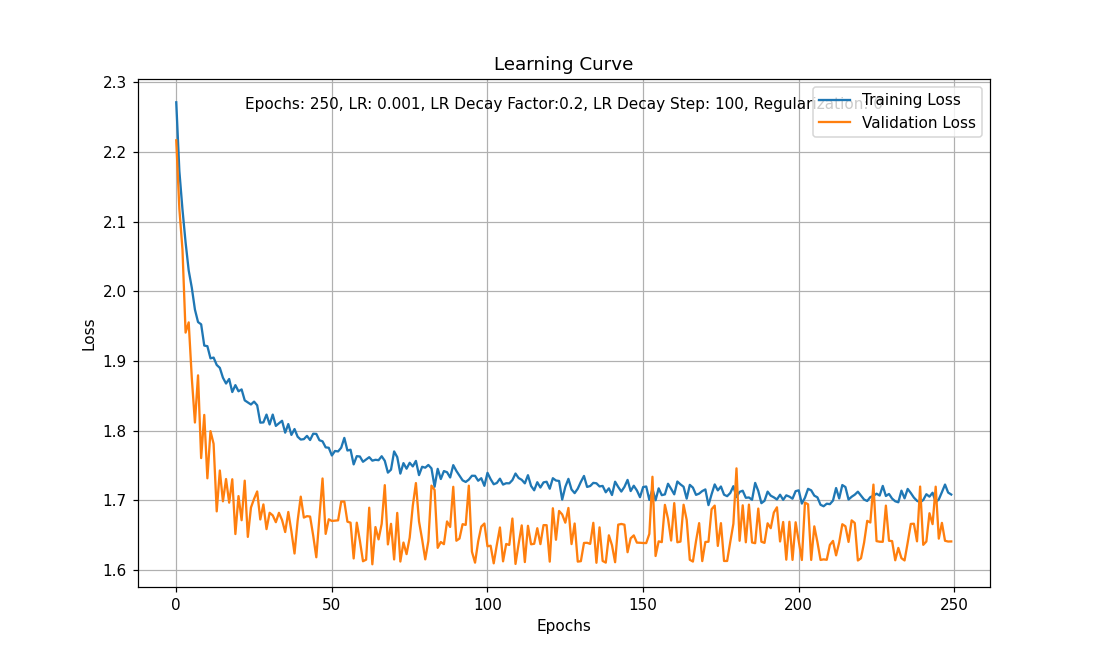 Learning Curve
Epochs: 250, LR: 0.001, LR Decay Factor:0.2, LR Decay Step: 100, Regularization: 0
Training Loss
Validation Loss
2.3
2.2
2.1
2.0
1.9
1.8
1.7
1.6
Loss
0
50
100
150
200
250
Epochs